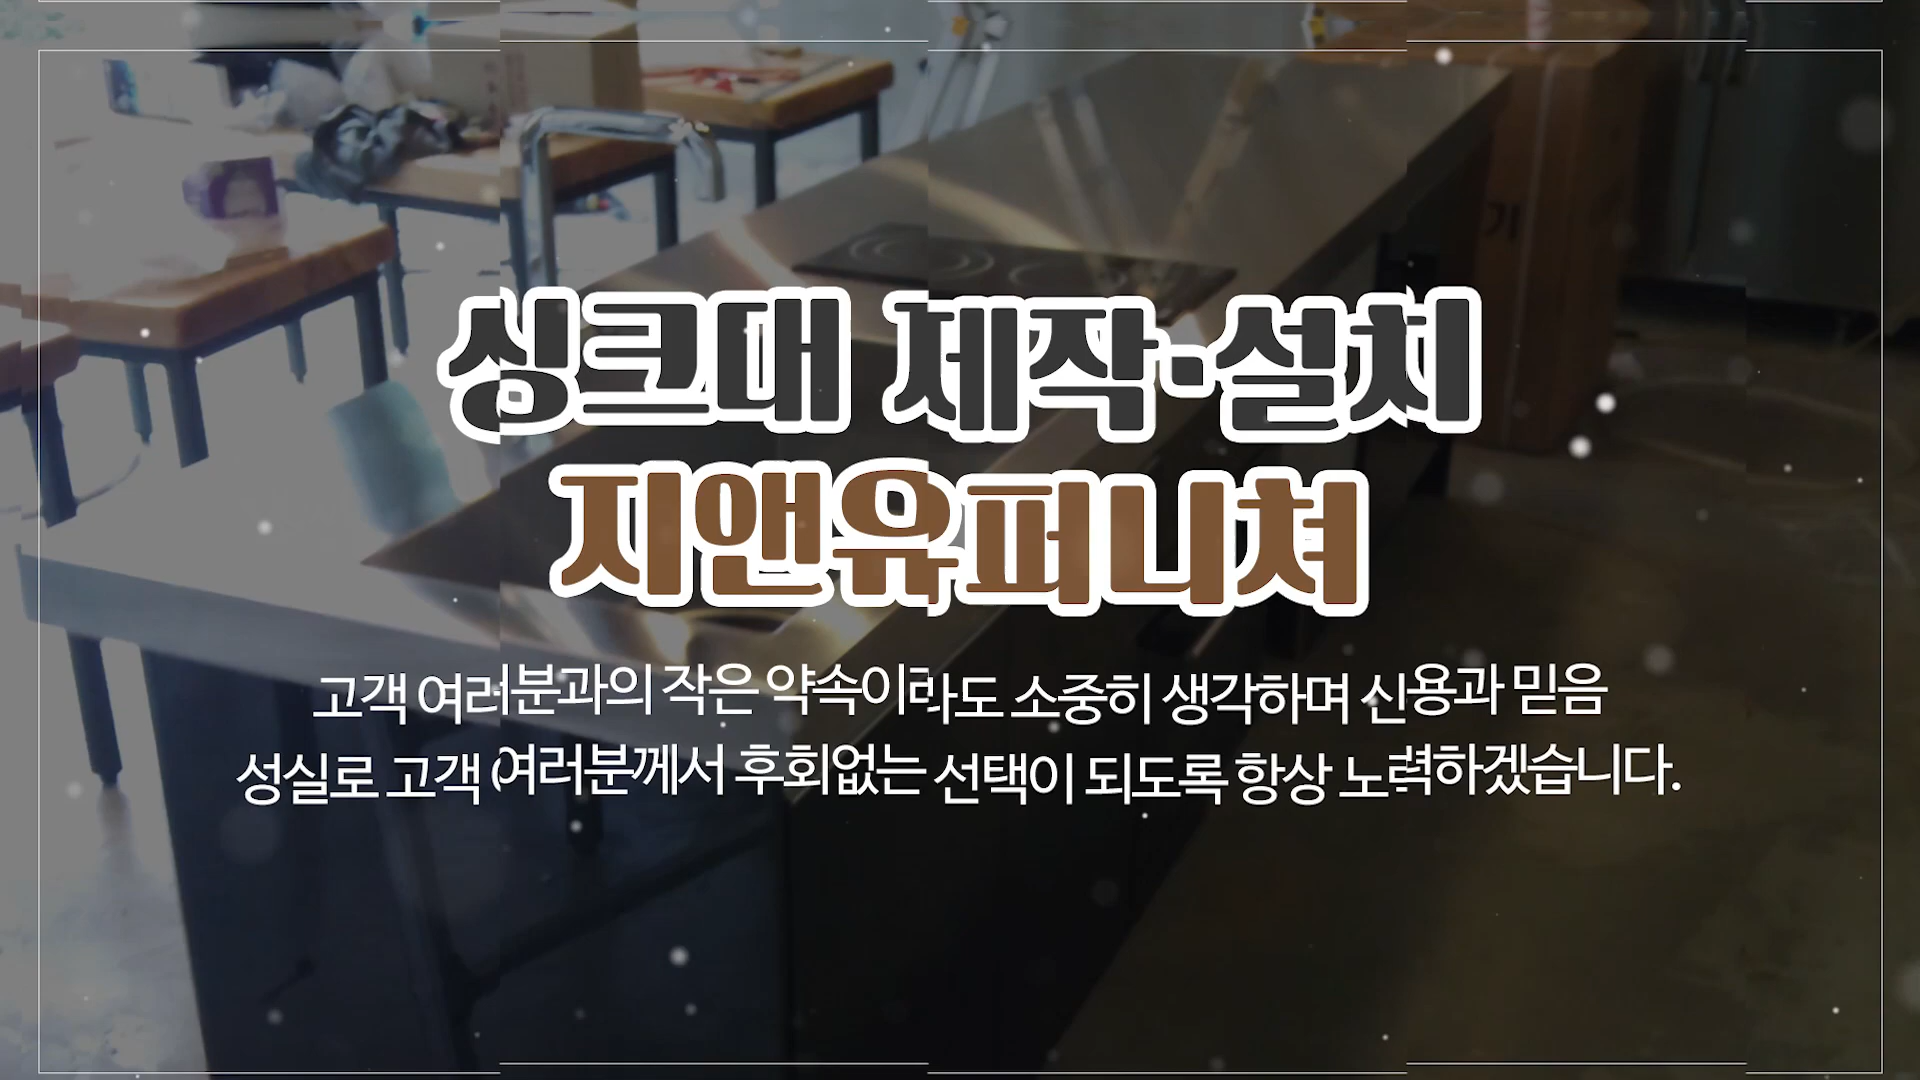 싱크대 제작·설치
지앤유퍼니쳐
고객 여러분과의 작은 약속이라도 소중히 생각하며 신용과 믿음
성실로 고객 여러분께서 후회없는 선택이 되도록 항상 노력하겠습니다.